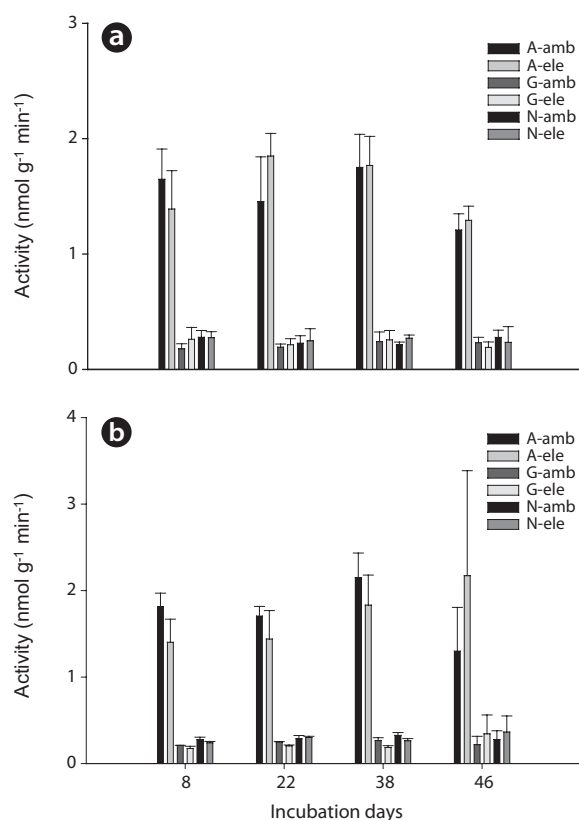 a
3
2
1
0
Activity (nmol g-1 min-1)
A-amb
A-ele
G-amb
G-ele
N-amb
N-ele
b
4
3
2
1
0
Activity (nmol g-1 min-1)
A-amb
A-ele
G-amb
G-ele
N-amb
N-ele
8 22 38 46
Incubation days